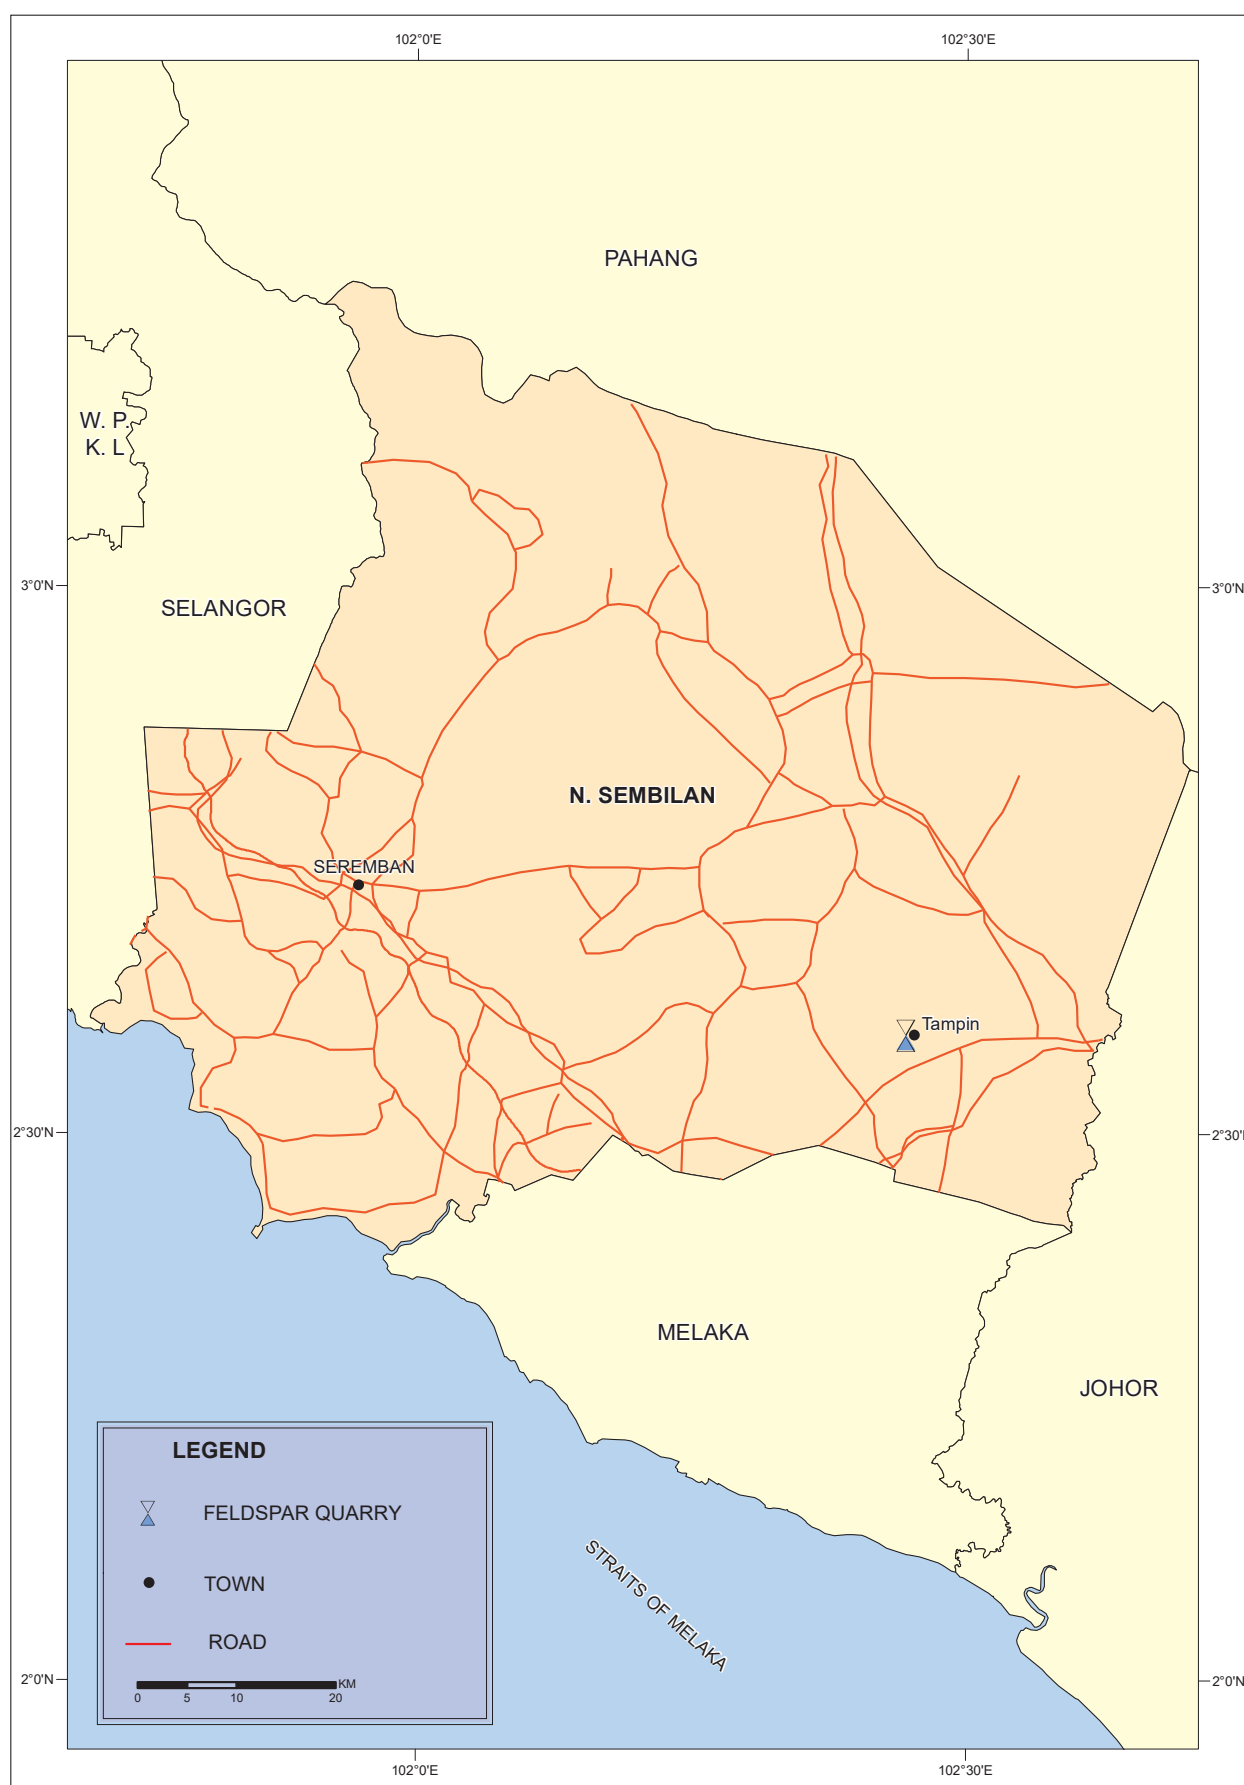 102°0'E
102°30'E
PAHANG
W. P.
K. L
3°0'N
3°0'N
SELANGOR
N. SEMBILAN
SEREMBAN
Tampin
2°30'N
2°30'N
MELAKA
JOHOR
LEGEND
FELDSPAR QUARRY
TOWN
ROAD
KM
0 5 10 20
STRAITS OF MELAKA
2°0'N
2°0'N
102°0'E
102°30'E